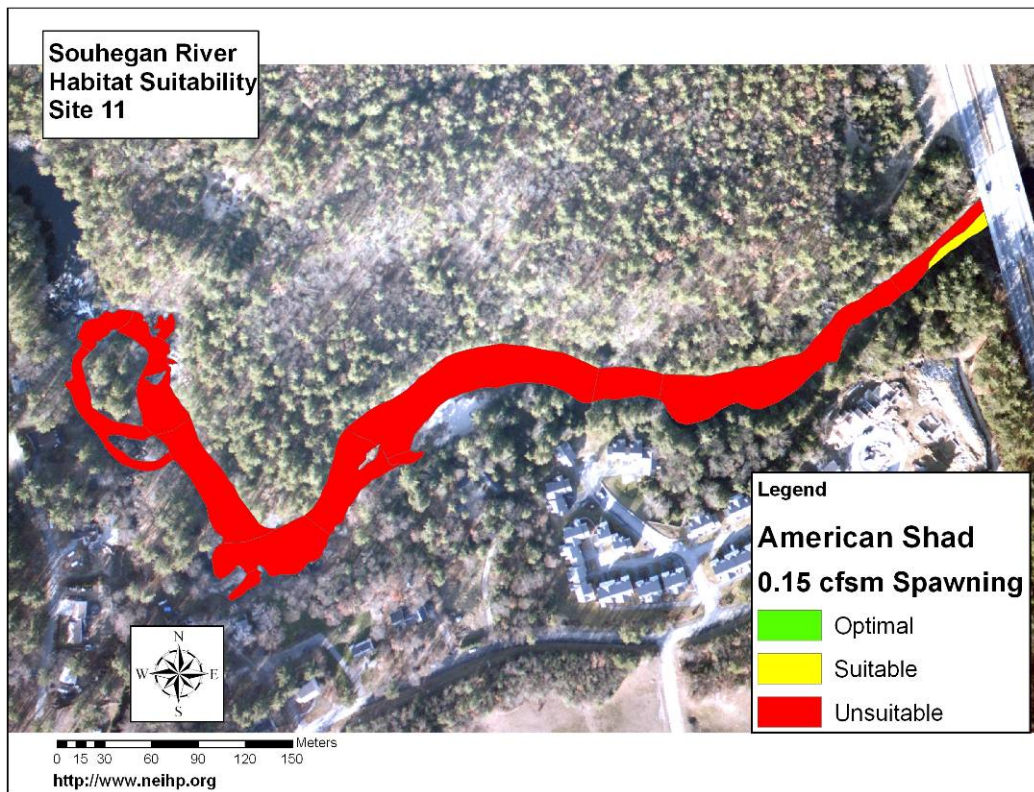 Souhegan River
Habitat Suitability
Site 11
Legend
American Shad
0.15 cfsm Spawning
Optimal
Suitable
Unsuitable
N
W E
S
Meters
0 15 30 60 90 120 150
http://www.neihp.org